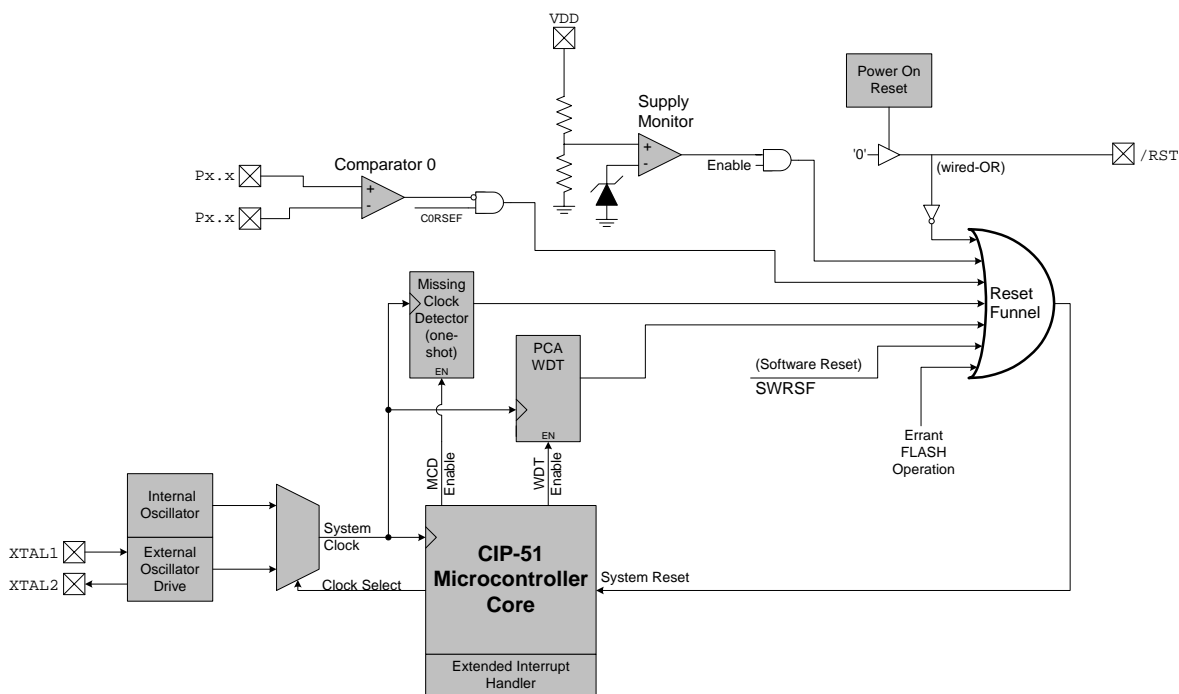 VDD
Power On
Reset
Supply
Monitor
+
-
Enable
'0'
(wired-OR)
/RST
Comparator 0
Px.x
Px.x
+
-
C0RSEF
Missing
Clock
Detector
(one-
shot)
EN
PCA
WDT
EN
Reset
Funnel
(Software Reset)
SWRSF
Errant
FLASH
Operation
MCD
Enable
WDT
Enable
Internal
Oscillator
External
Oscillator
Drive
XTAL1
XTAL2
System
Clock
Clock Select
CIP-51
Microcontroller
Core
System Reset
Extended Interrupt
Handler